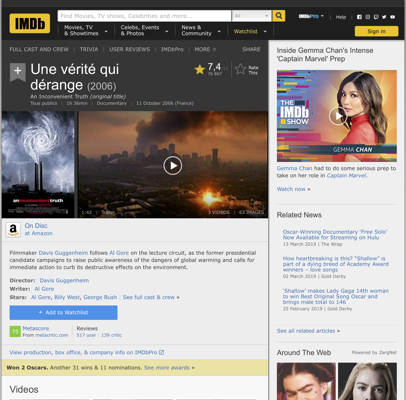 IMDb
Find Movies, TV shows, Celebrities and more...
All
IMDbPro
Help
Movies, TV
& Showtimes
Celebs, Events
& Photos
News &
Community
Watchlist
Sign in
FULL CAST AND CREW | TRIVIA | USER REVIEWS | IMDbPro | MORE
SHARE
Une vérité qui
dérange (2006)
An Inconvenient Truth (original title)
Tous publics | 1h 36min | Documentary | 11 October 2006 (France)
7,4
Rate
This
an inconvenient truth
1:42 | Trailer
3 VIDEOS | 63 IMAGES
On Disc
at Amazon
Filmmaker Davis Guggenheim follows Al Gore on the lecture circuit, as the former presidential
candidate campaigns to raise public awareness of the dangers of global warming and calls for
immediate action to curb its destructive effects on the environment.
Director: Davis Guggenheim
Writer: Al Gore
Stars: Al Gore, Billy West, George Bush | See full cast & crew »
+ Add to Watchlist
75
Metascore
From metacritic.com
Reviews
517 user | 139 critic
View production, box office, & company info on IMDbPro
Won 2 Oscars. Another 31 wins & 11 nominations. See more awards »
Videos
Inside Gemma Chan's Intense
'Captain Marvel' Prep
THE
IMDb
SHOW
GEMMA CHAN
Gemma Chan had to do some serious prep to
take on her role in Captain Marvel.
Watch now »
Related News
Oscar-Winning Documentary 'Free Solo'
Now Available for Streaming on Hulu
13 March 2019 | The Wrap
How heartbreaking is this? "Shallow" is
part of a dying breed of Academy Award
winners – love songs
02 March 2019 | Gold Derby
'Shallow' makes Lady Gaga 14th woman
to win Best Original Song Oscar and
brings male total to 146
25 February 2019 | Gold Derby
See all related articles »
Around The Web
Powered by ZergNet